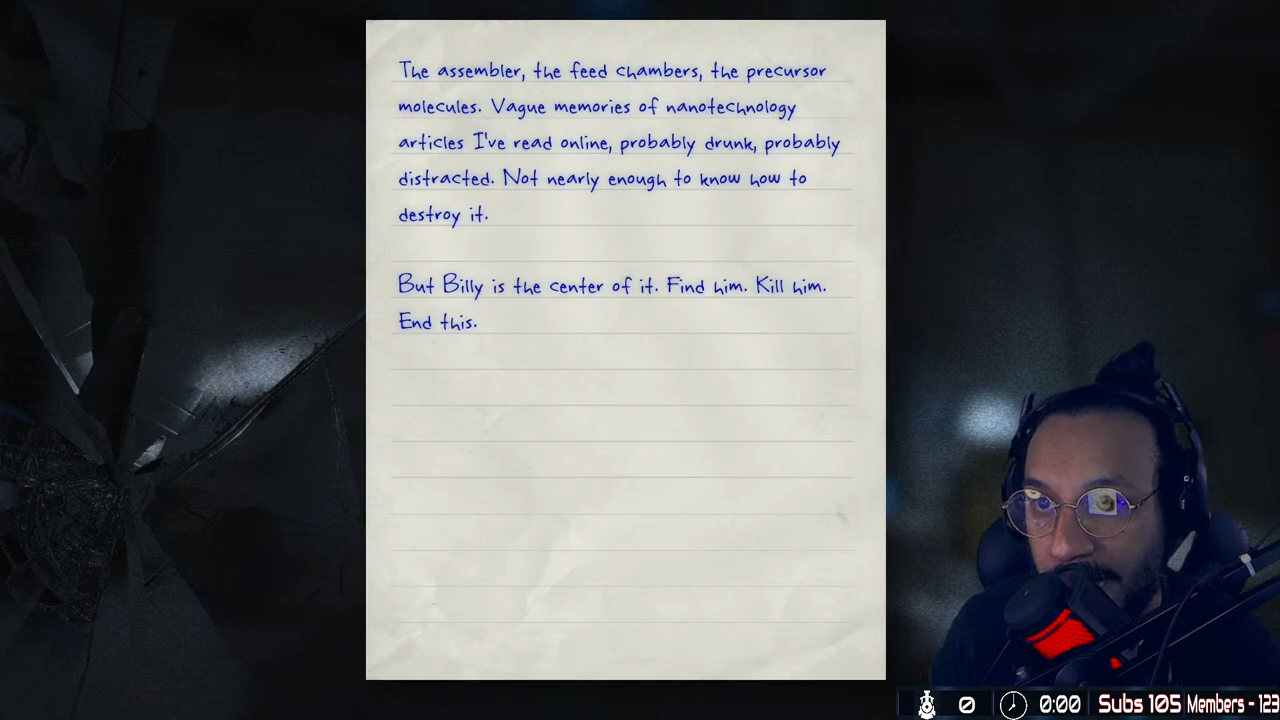 The assembler, the feed chambers, the precursor
molecules. Vague memories of nanotechnology
articles I've read online, probably drunk, probably
distracted. Not nearly enough to know how to
destroy it.
But Billy is the center of it. Find him. Kill him.
End this.
0 0:00 Subs 105 Members - 123